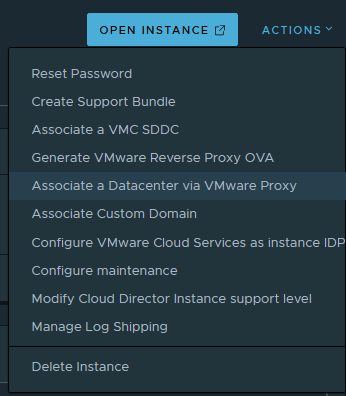 OPEN INSTANCE
ACTIONS
Reset Password
Create Support Bundle
Associate a VMC SDDC
Generate VMware Reverse Proxy OVA
Associate a Datacenter via VMware Proxy
Associate Custom Domain
Configure VMware Cloud Services as instance IDP
Configure maintenance
Modify Cloud Director Instance support level
Manage Log Shipping
Delete Instance